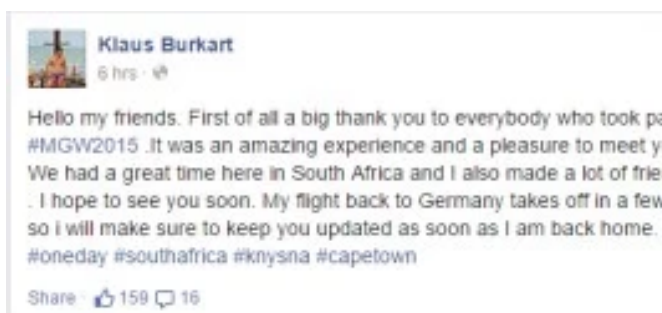 Klaus Burkart
6 hrs ·
Hello my friends. First of all a big thank you to everybody who took pa
#MGW2015 .It was an amazing experience and a pleasure to meet y
We had a great time here in South Africa and I also made a lot of frie
. I hope to see you soon. My flight back to Germany takes off in a few
so i will make sure to keep you updated as soon as I am back home.
#oneday #southafrica #knysna #capetown
Share · 159 16